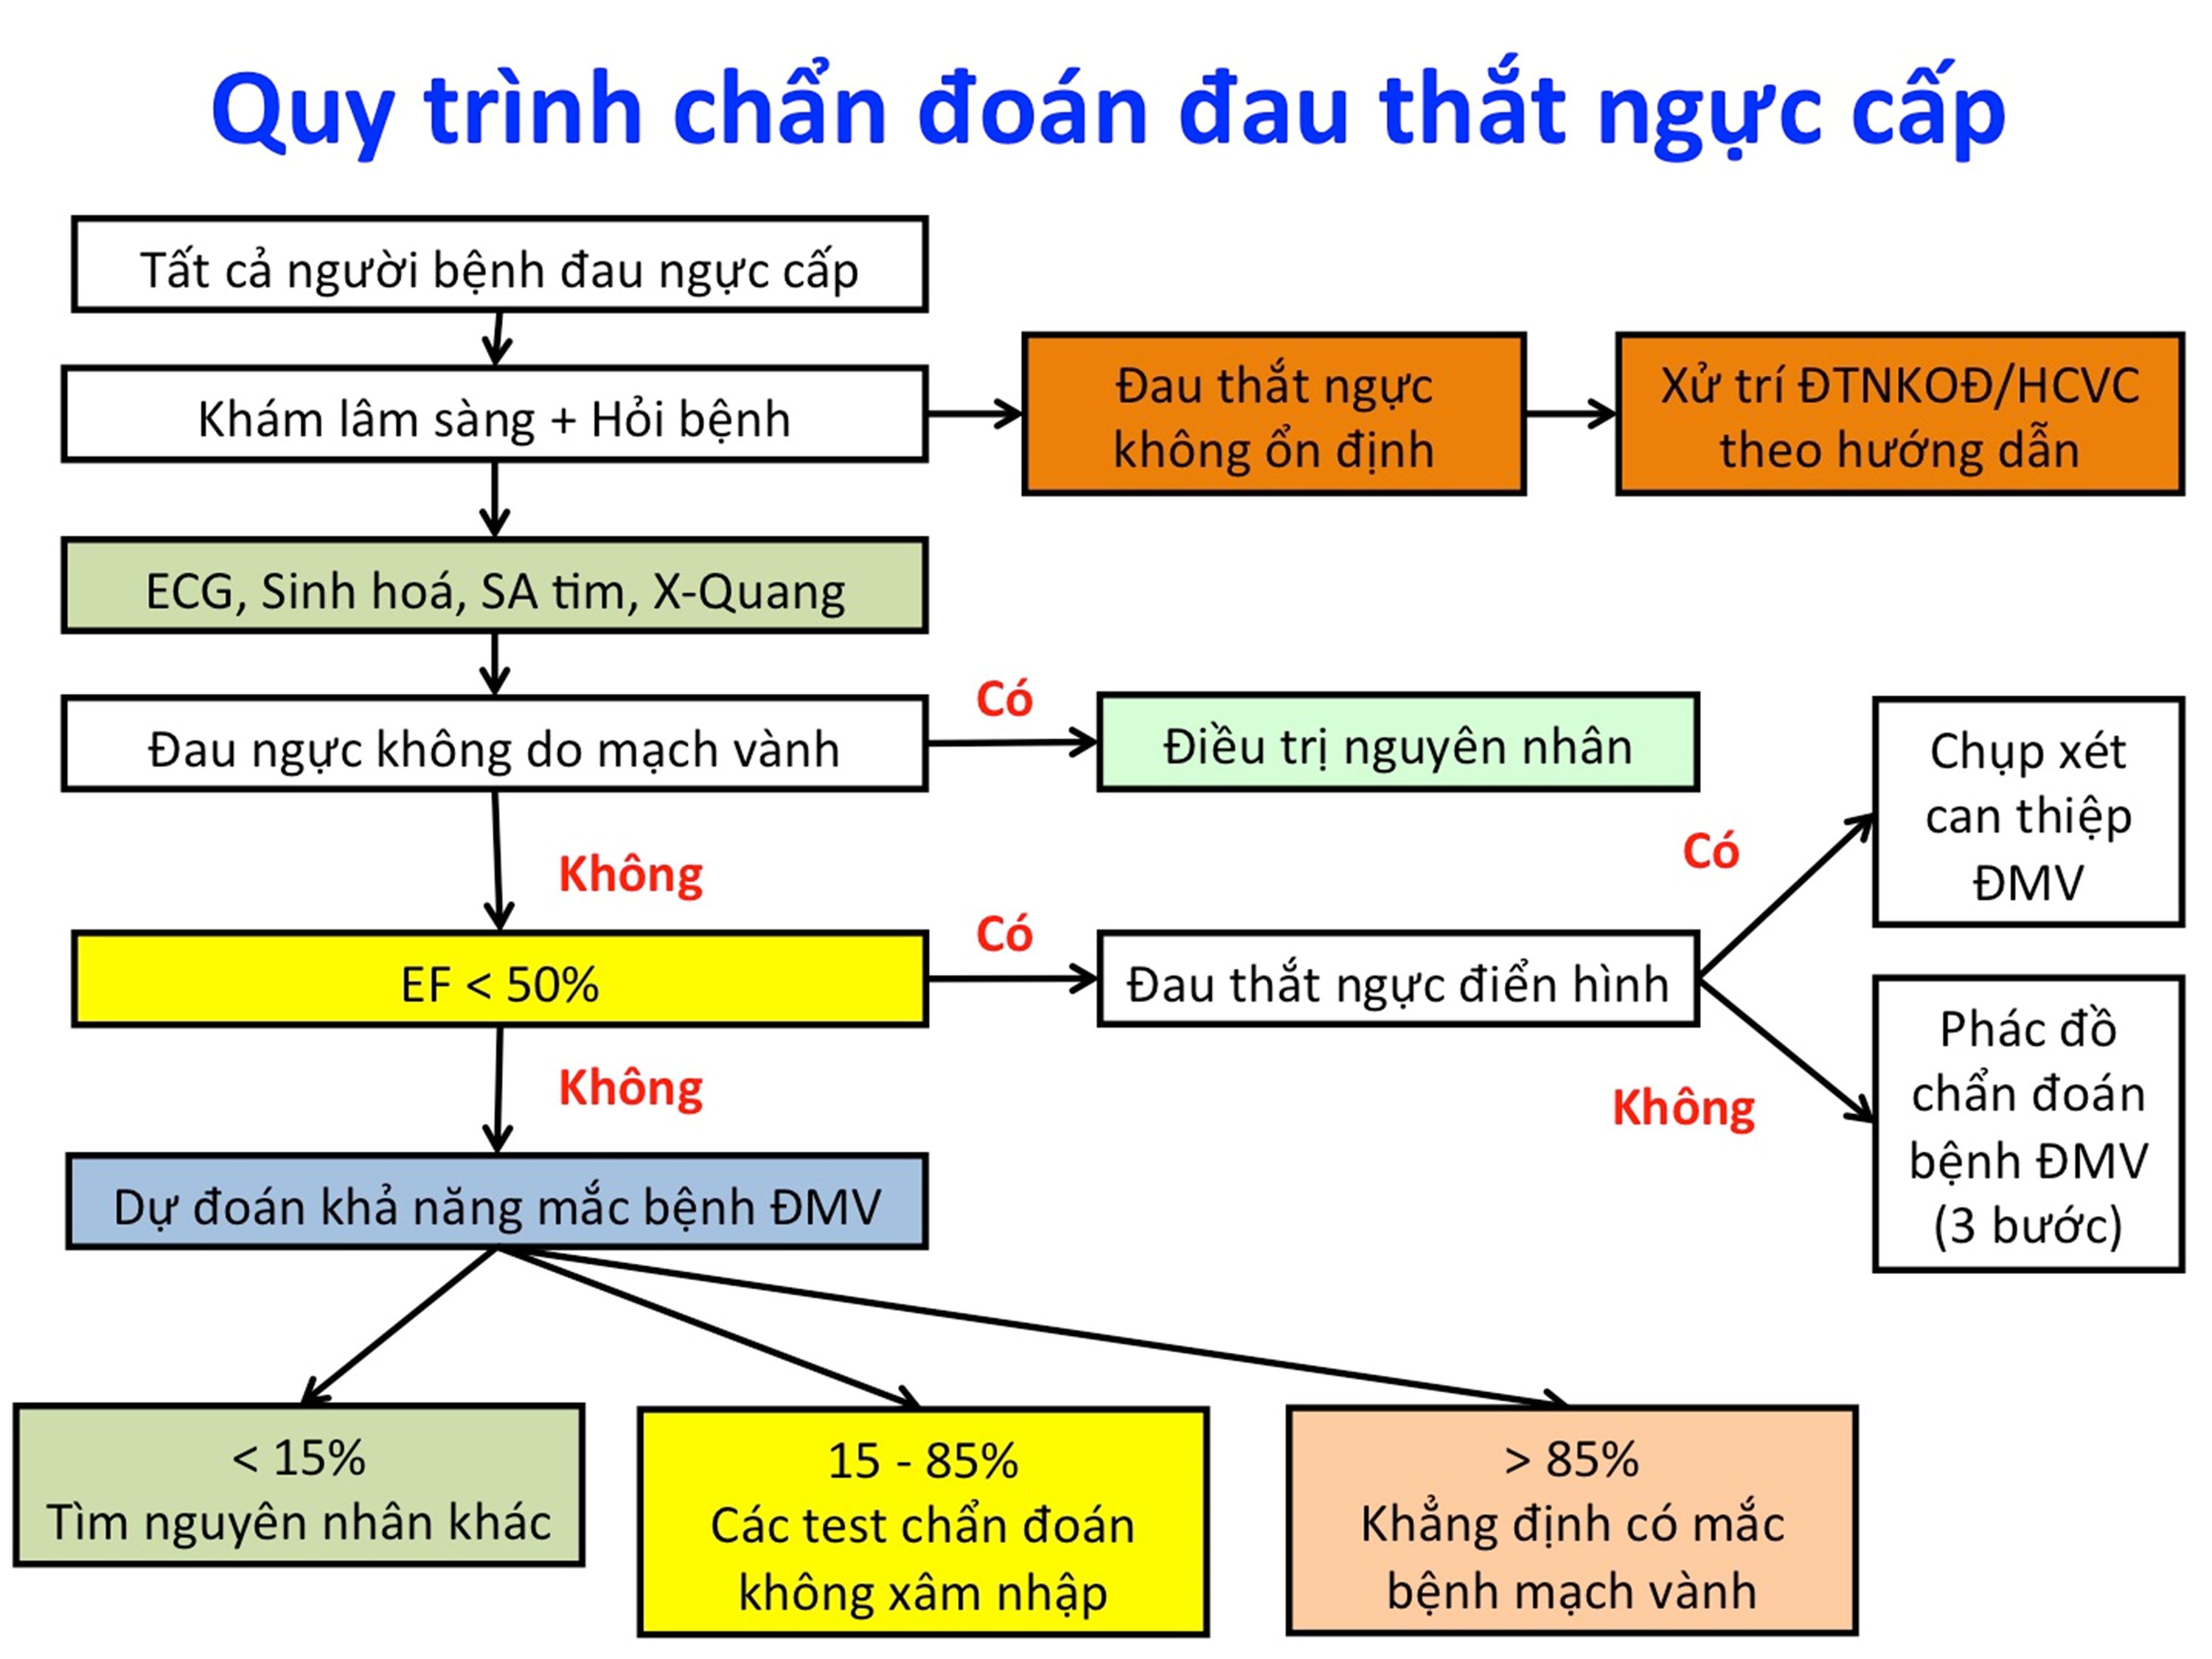 Quy trình chẩn đoán đau thắt ngực cấp
Tất cả người bệnh đau ngực cấp
Khám lâm sàng + Hỏi bệnh
Đau thắt ngực
không ổn định
Xử trí ĐTNKOĐ/HCVC
theo hướng dẫn
ECG, Sinh hoá, SA tim, X-Quang
Đau ngực không do mạch vành
Có
Điều trị nguyên nhân
Không
EF < 50%
Có
Đau thắt ngực điển hình
Có
Chụp xét
can thiệp
ĐMV
Không
Phác đồ
chẩn đoán
bệnh ĐMV
(3 bước)
Không
Dự đoán khả năng mắc bệnh ĐMV
< 15%
Tìm nguyên nhân khác
15 - 85%
Các test chẩn đoán
không xâm nhập
> 85%
Khẳng định có mắc
bệnh mạch vành